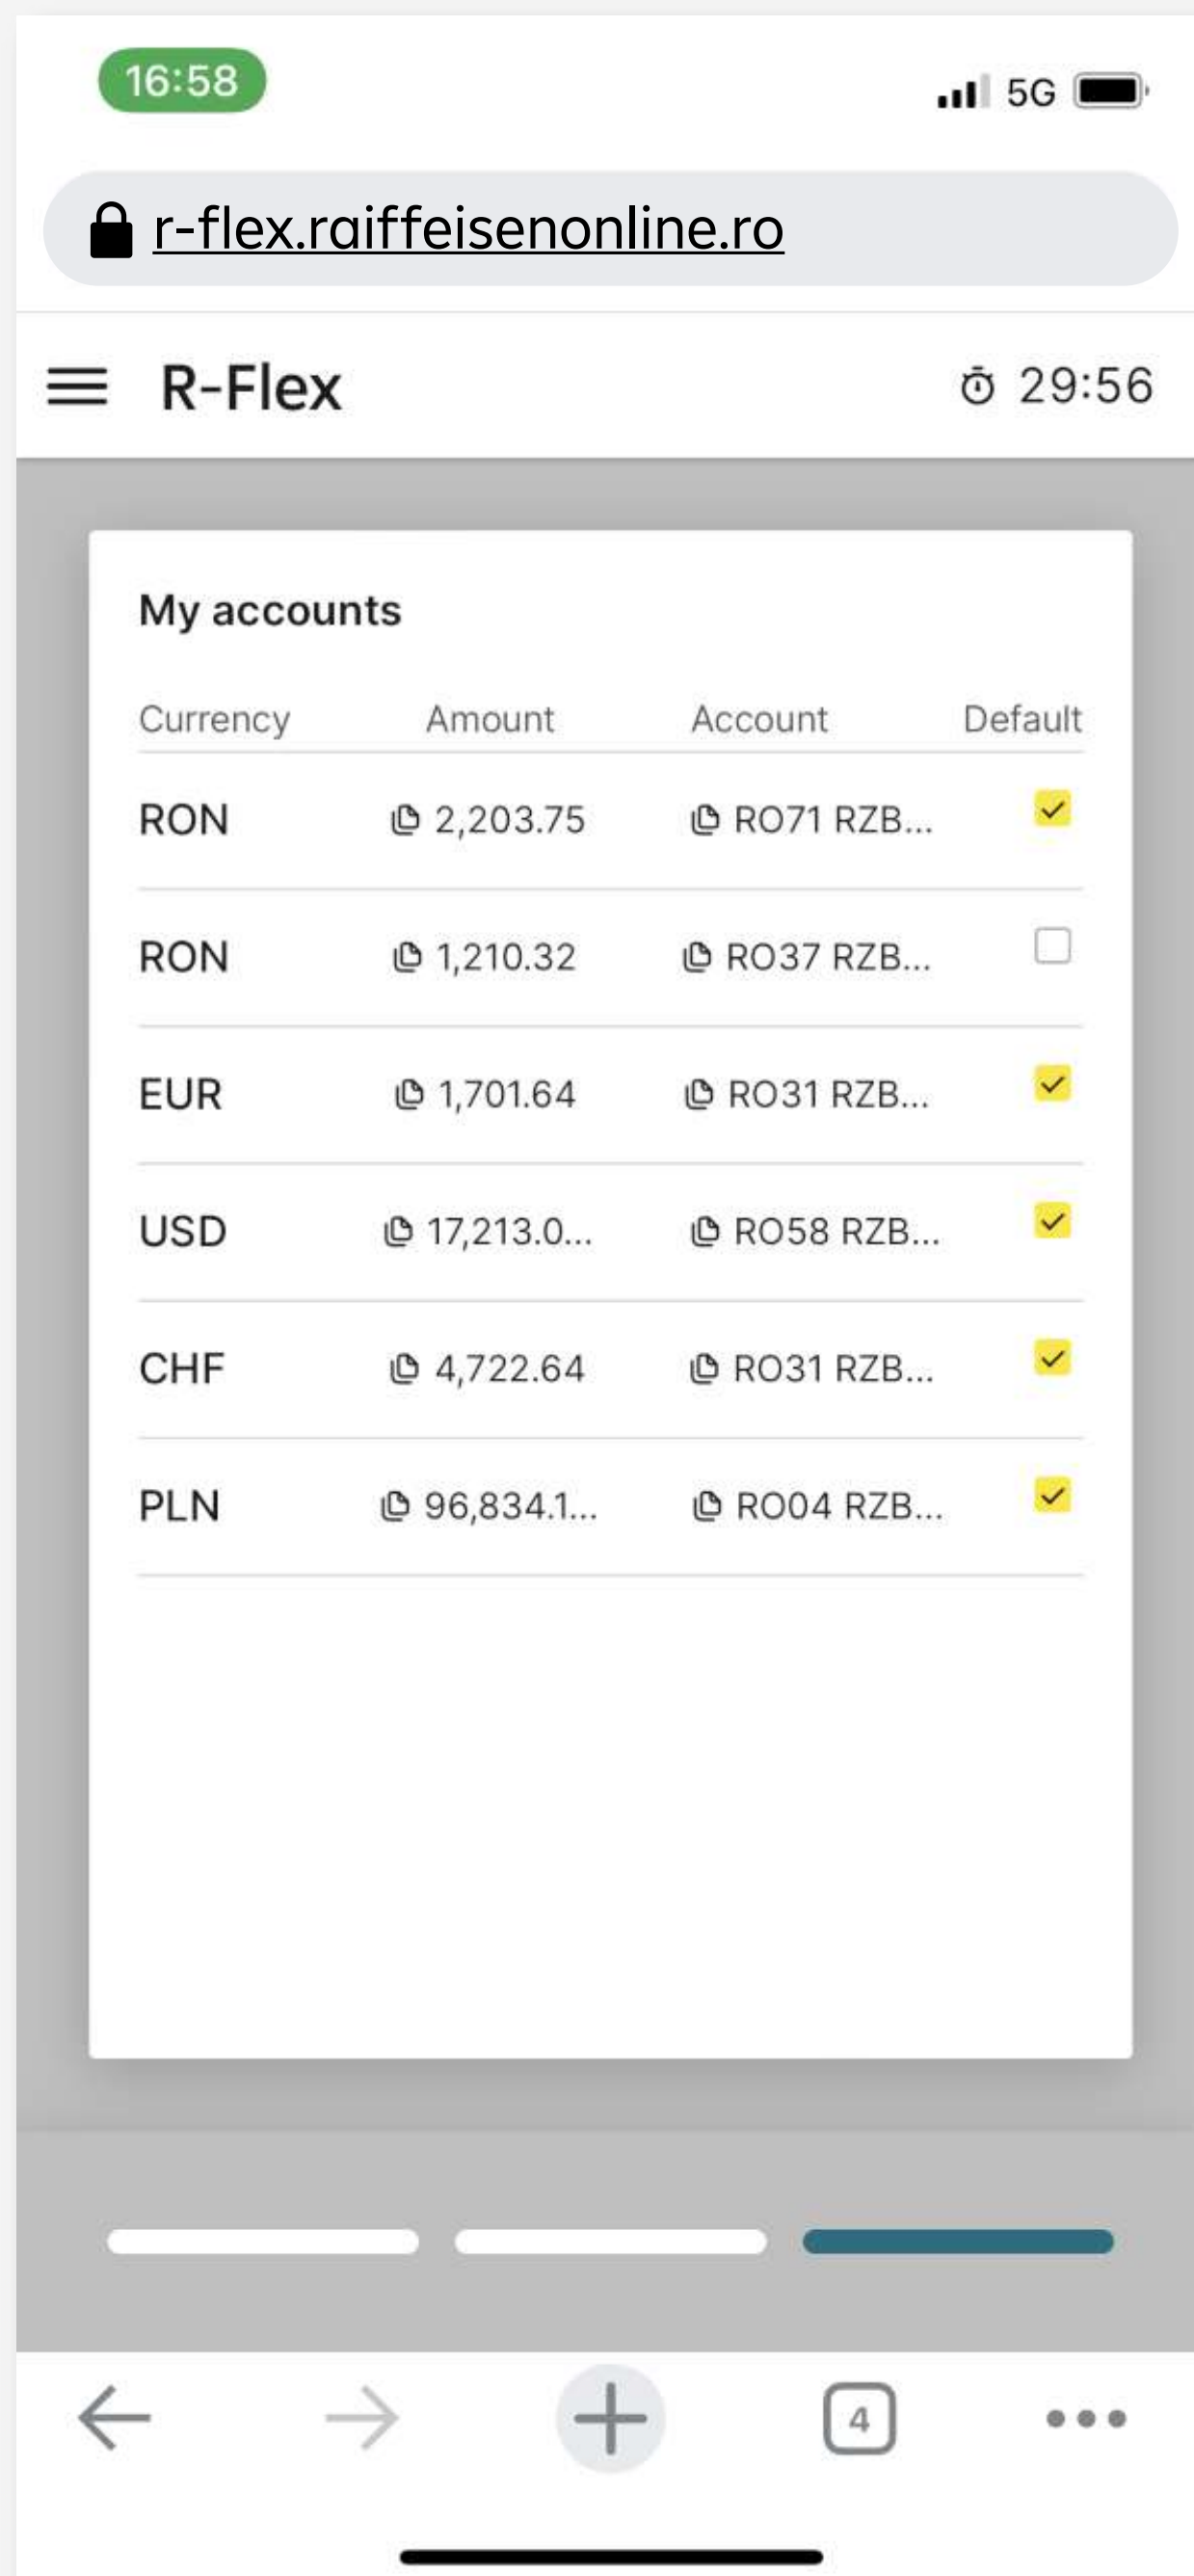 16:58 5G
r-flex.raiffeisenonline.ro
R-Flex 29:56
My accounts
Currency Amount Account Default
RON 2,203.75 RO71 RZB...
RON 1,210.32 RO37 RZB...
EUR 1,701.64 RO31 RZB...
USD 17,213.0... RO58 RZB...
CHF 4,722.64 RO31 RZB...
PLN 96,834.1... RO04 RZB...
4